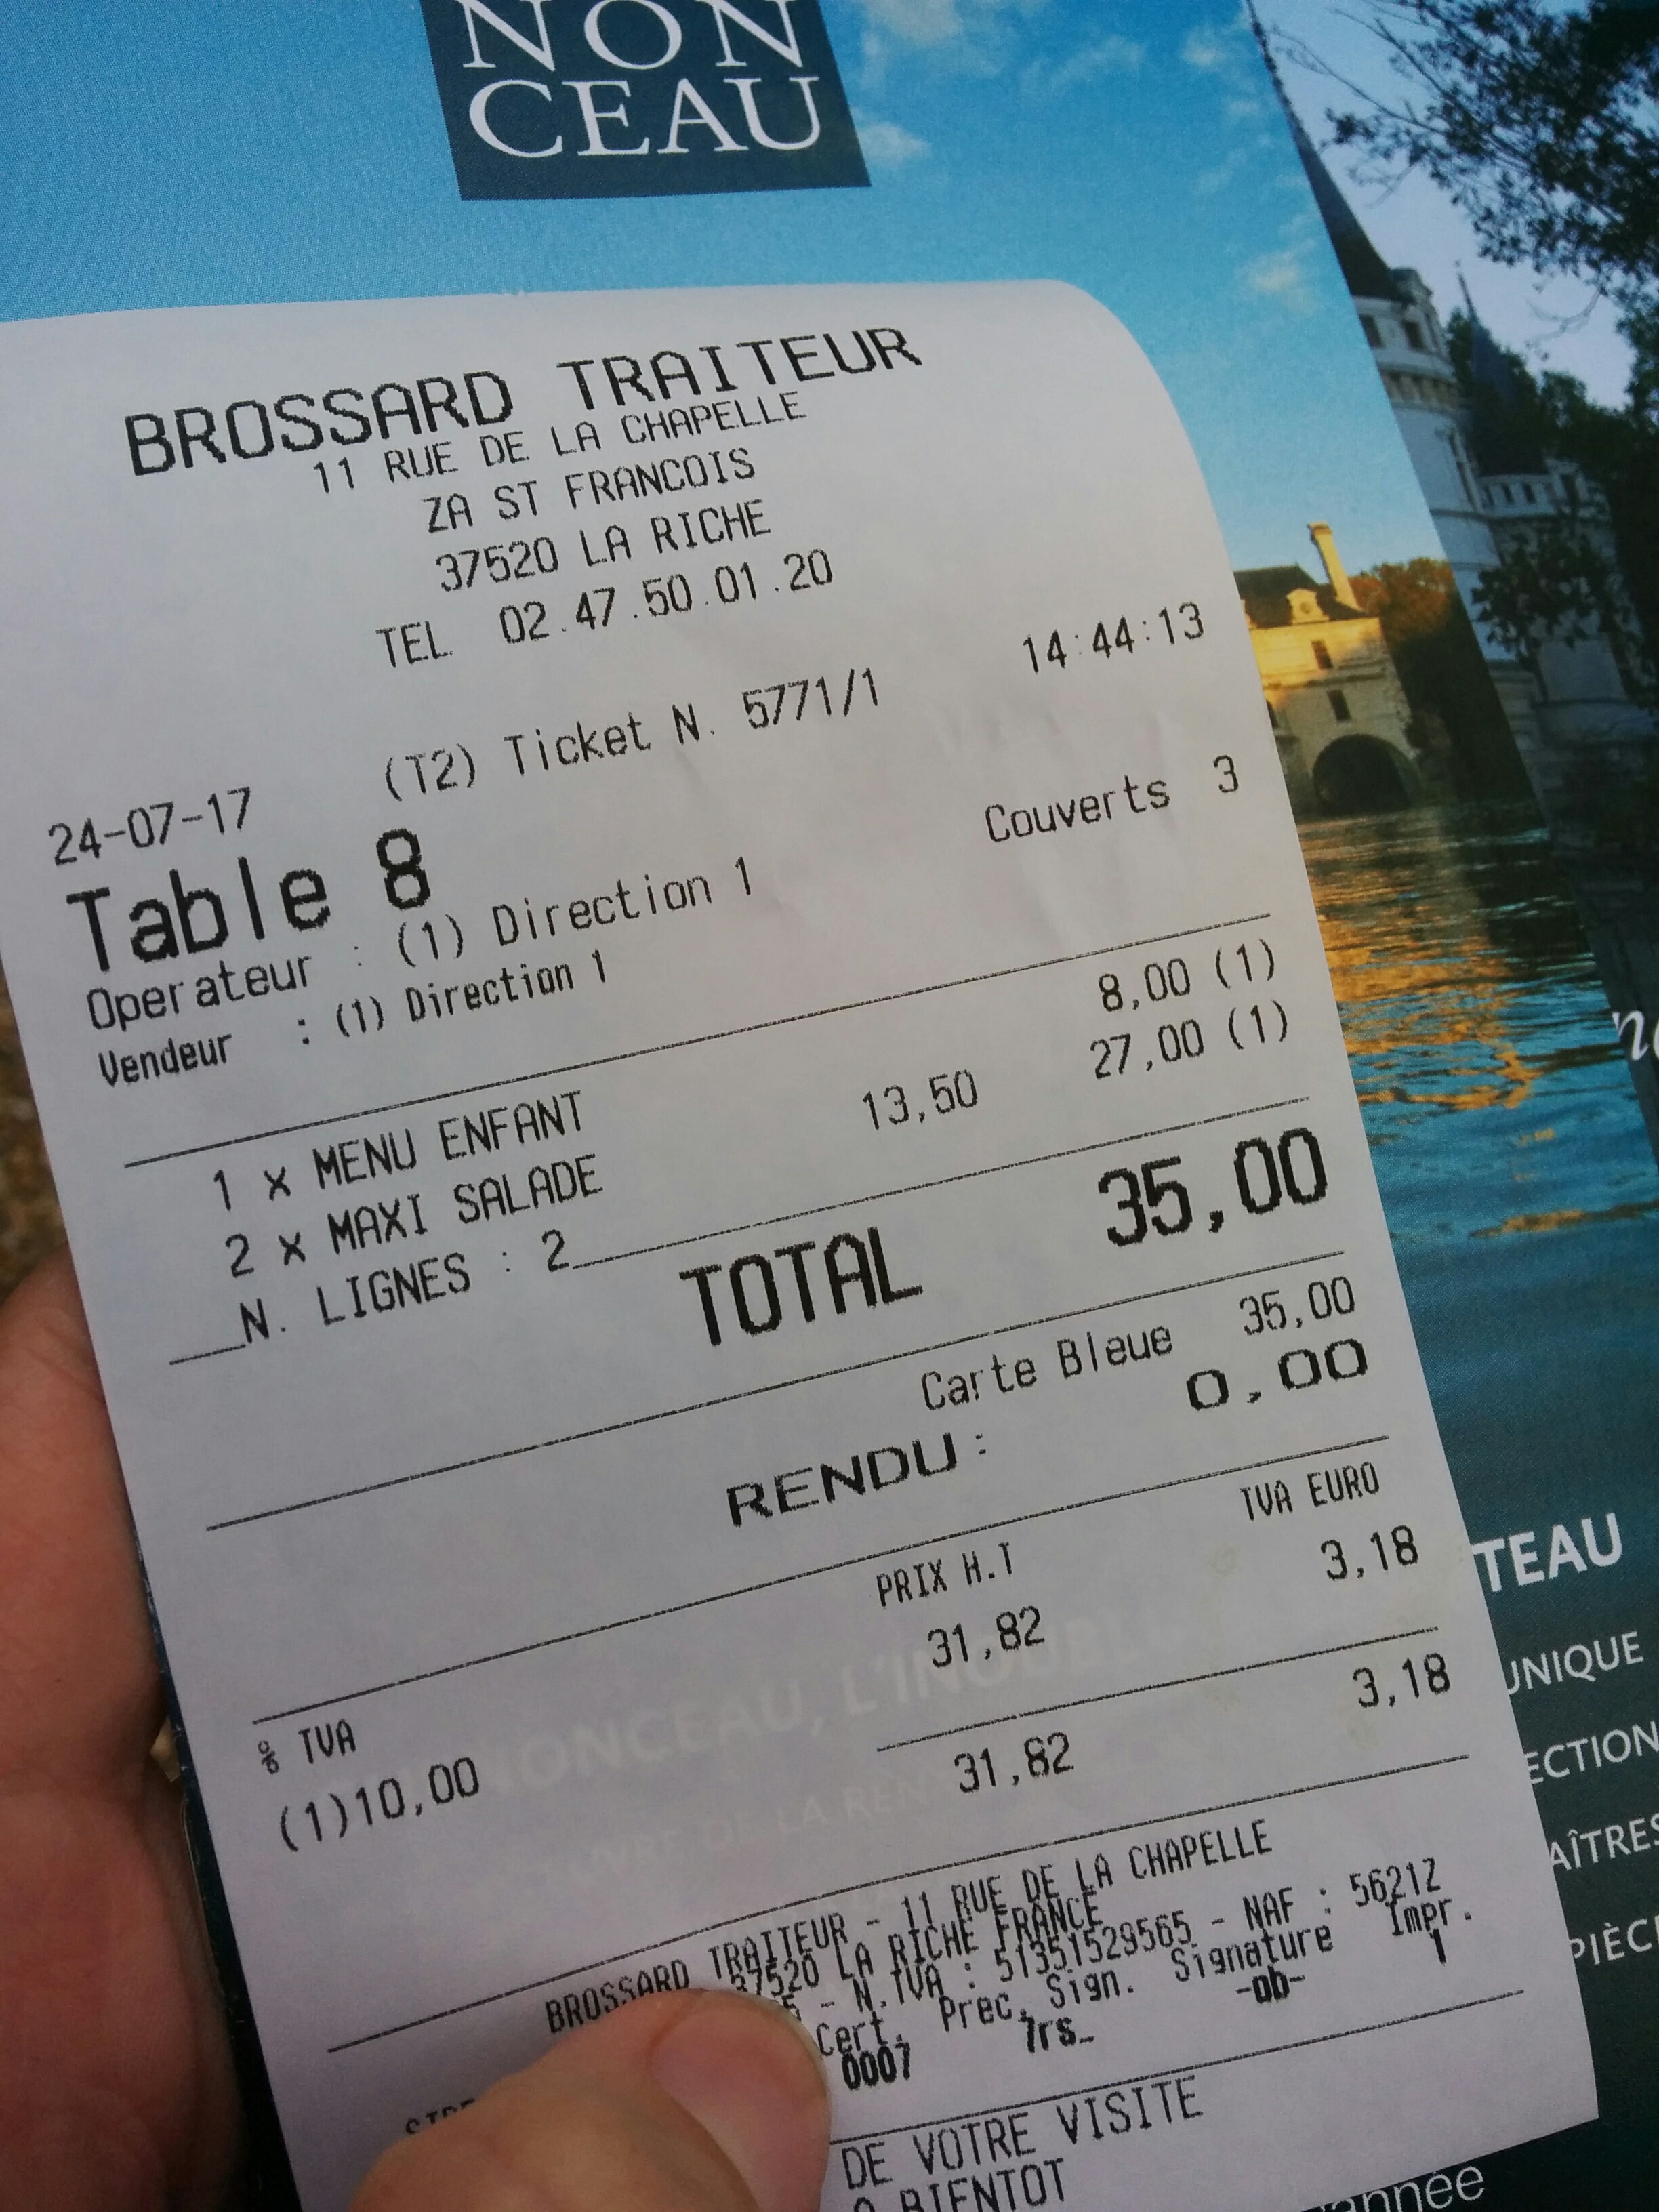 NON
CEAU
BROSSARD TRAITEUR
11 RUE DE LA CHAPELLE
ZA ST FRANCOIS
37520 LA RICHE
TEL. 02.47.50.01.20
24-07-17 (T2) Ticket N. 5771/1 14:44:13
Table 8 Couverts 3
Operateur : (1) Direction 1
Vendeur : (1) Direction 1
1 x MENU ENFANT 8,00 (1)
2 x MAXI SALADE 13,50 27,00 (1)
N. LIGNES : 2
TOTAL 35,00
Carte Bleue 35,00
RENDU: 0.00
% TVA PRIX H.T TVA EURO
(1)10,00 31,82 3,18
31,82 3,18
BROSSARD TRAITEUR - 11 RUE DE LA CHAPELLE
37520 LA RICHE FRANCE
- N.TVA : 51351529565 - NAF : 5621Z
Cert. Prec. Sign. Signature Impr.
0007 7rs_ -ob- 1
DE VOTRE VISITE
A BIENTOT
TEAU
UNIQUE
ECTION
AÎTRES
PIÈC
année